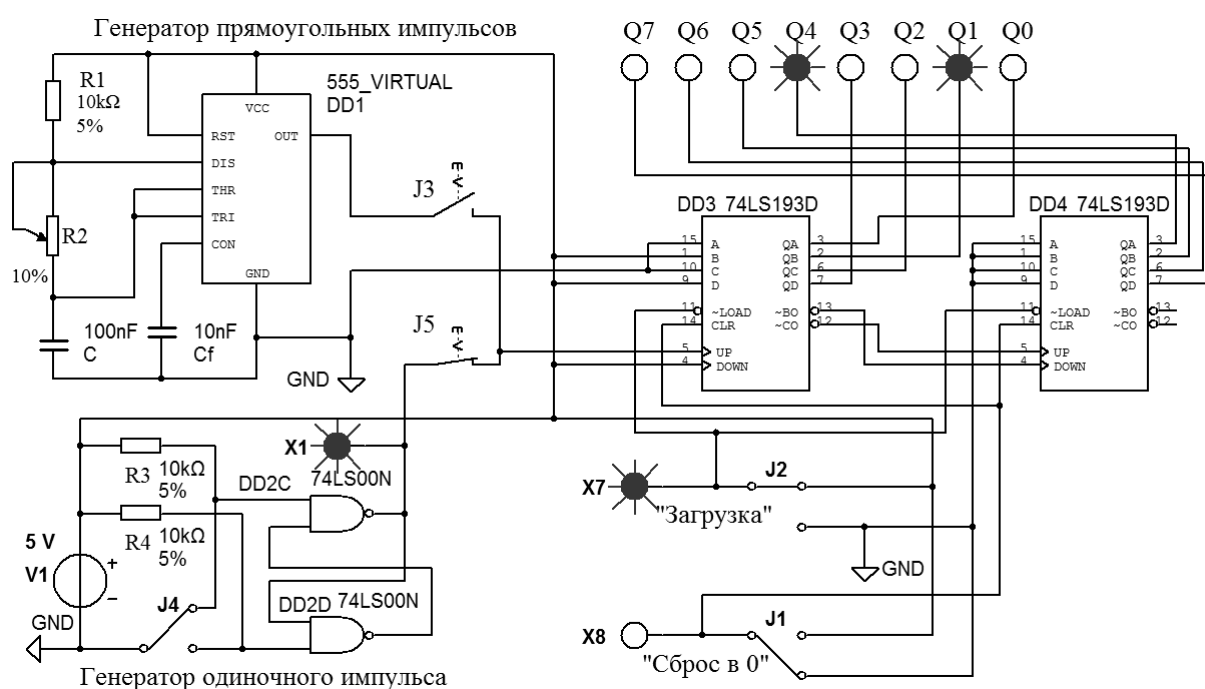 Генератор прямоугольных импульсов
Q7 Q6 Q5 Q4 Q3 Q2 Q1 Q0
R1
10kΩ
5%
555_VIRTUAL
DD1
VCC
RST OUT
DIS
THR
TRI
CON
GND
R2
10%
100nF
C
10nF
Cf
GND
J3
J5
DD3 74LS193D
15 A QA 3
1 B QB 2
10 C QC 6
9 D QD 7
11 ~LOAD ~BO 13
14 CLR ~CO 12
5 UP
4 DOWN
DD4 74LS193D
15 A QA 3
1 B QB 2
10 C QC 6
9 D QD 7
11 ~LOAD ~BO 13
14 CLR ~CO 12
5 UP
4 DOWN
X1
R3 10kΩ
5%
R4 10kΩ
5%
DD2C 74LS00N
DD2D 74LS00N
5 V
V1
+
−
GND
J4
Генератор одиночного импульса
X7
"Загрузка"
J2
GND
X8
"Сброс в 0"
J1